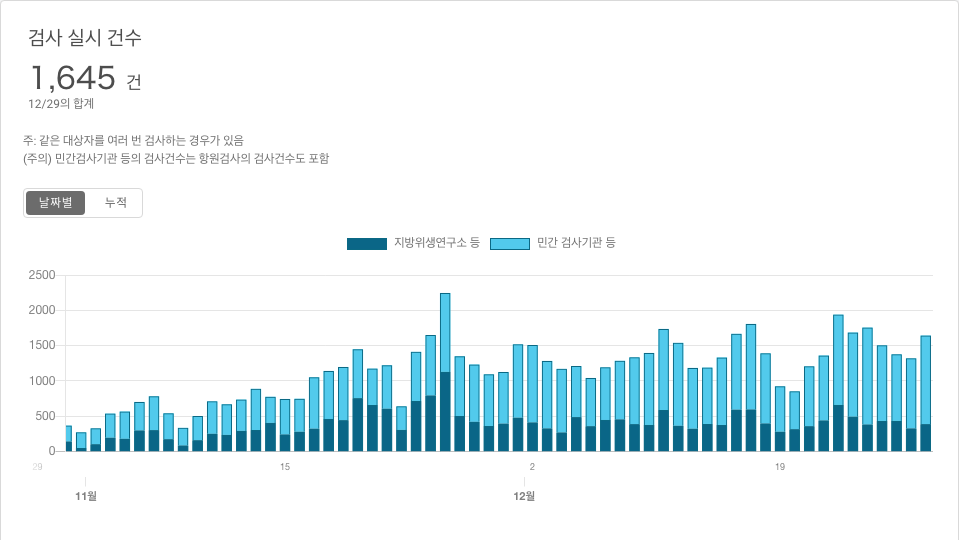 검사 실시 건수
1,645 건
12/29의 합계
주: 같은 대상자를 여러 번 검사하는 경우가 있음
(주의) 민간검사기관 등의 검사건수는 항원검사의 검사건수도 포함
날짜별 누적
지방위생연구소 등 민간 검사기관 등
2500
2000
1500
1000
500
0
29 15 2 19
11월 12월